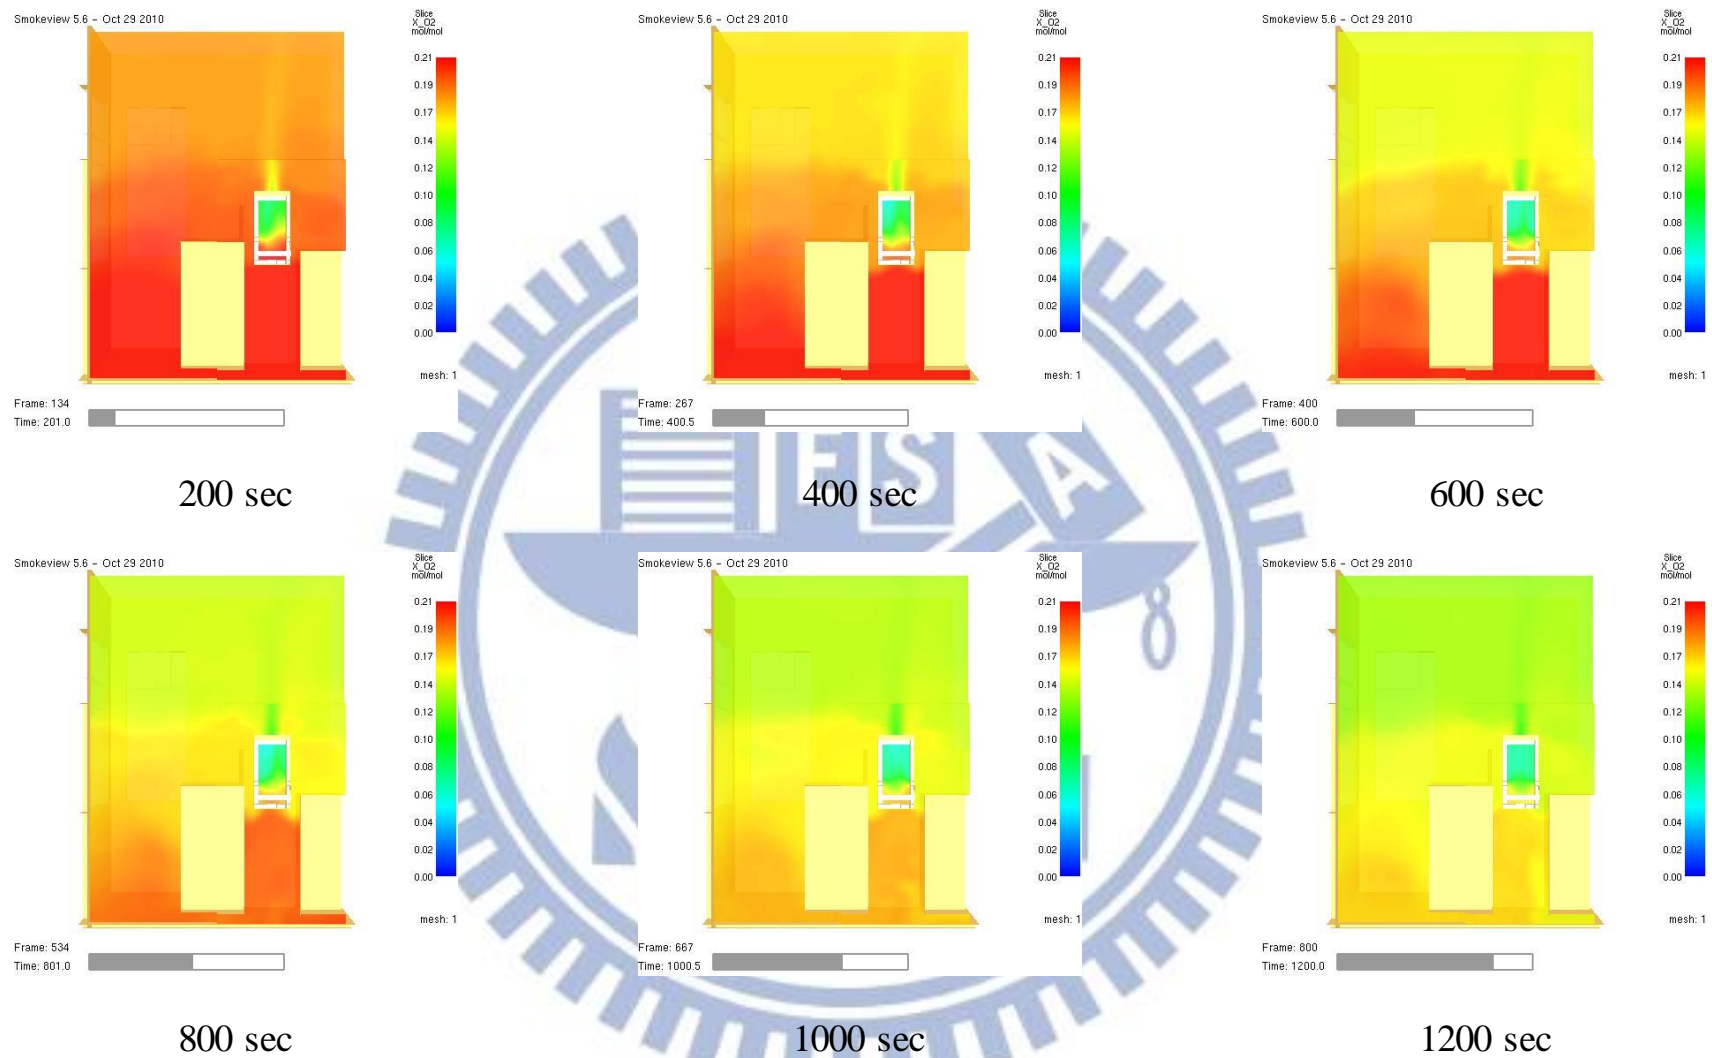 Smokeview 5.6 - Oct 29 2010
Slice
X_O2
mol/mol
0.21
0.19
0.17
0.14
0.12
0.10
0.08
0.06
0.04
0.02
0.00
mesh: 1
Frame: 134
Time: 201.0
200 sec
Smokeview 5.6 - Oct 29 2010
Slice
X_O2
mol/mol
0.21
0.19
0.17
0.14
0.12
0.10
0.08
0.06
0.04
0.02
0.00
mesh: 1
Frame: 267
Time: 400.5
400 sec
Smokeview 5.6 - Oct 29 2010
Slice
X_O2
mol/mol
0.21
0.19
0.17
0.14
0.12
0.10
0.08
0.06
0.04
0.02
0.00
mesh: 1
Frame: 400
Time: 600.0
600 sec
ESA
8
Smokeview 5.6 - Oct 29 2010
Slice
X_O2
mol/mol
0.21
0.19
0.17
0.14
0.12
0.10
0.08
0.06
0.04
0.02
0.00
mesh: 1
Frame: 534
Time: 801.0
800 sec
Smokeview 5.6 - Oct 29 2010
Slice
X_O2
mol/mol
0.21
0.19
0.17
0.14
0.12
0.10
0.08
0.06
0.04
0.02
0.00
mesh: 1
Frame: 667
Time: 1000.5
1000 sec
Smokeview 5.6 - Oct 29 2010
Slice
X_O2
mol/mol
0.21
0.19
0.17
0.14
0.12
0.10
0.08
0.06
0.04
0.02
0.00
mesh: 1
Frame: 800
Time: 1200.0
1200 sec